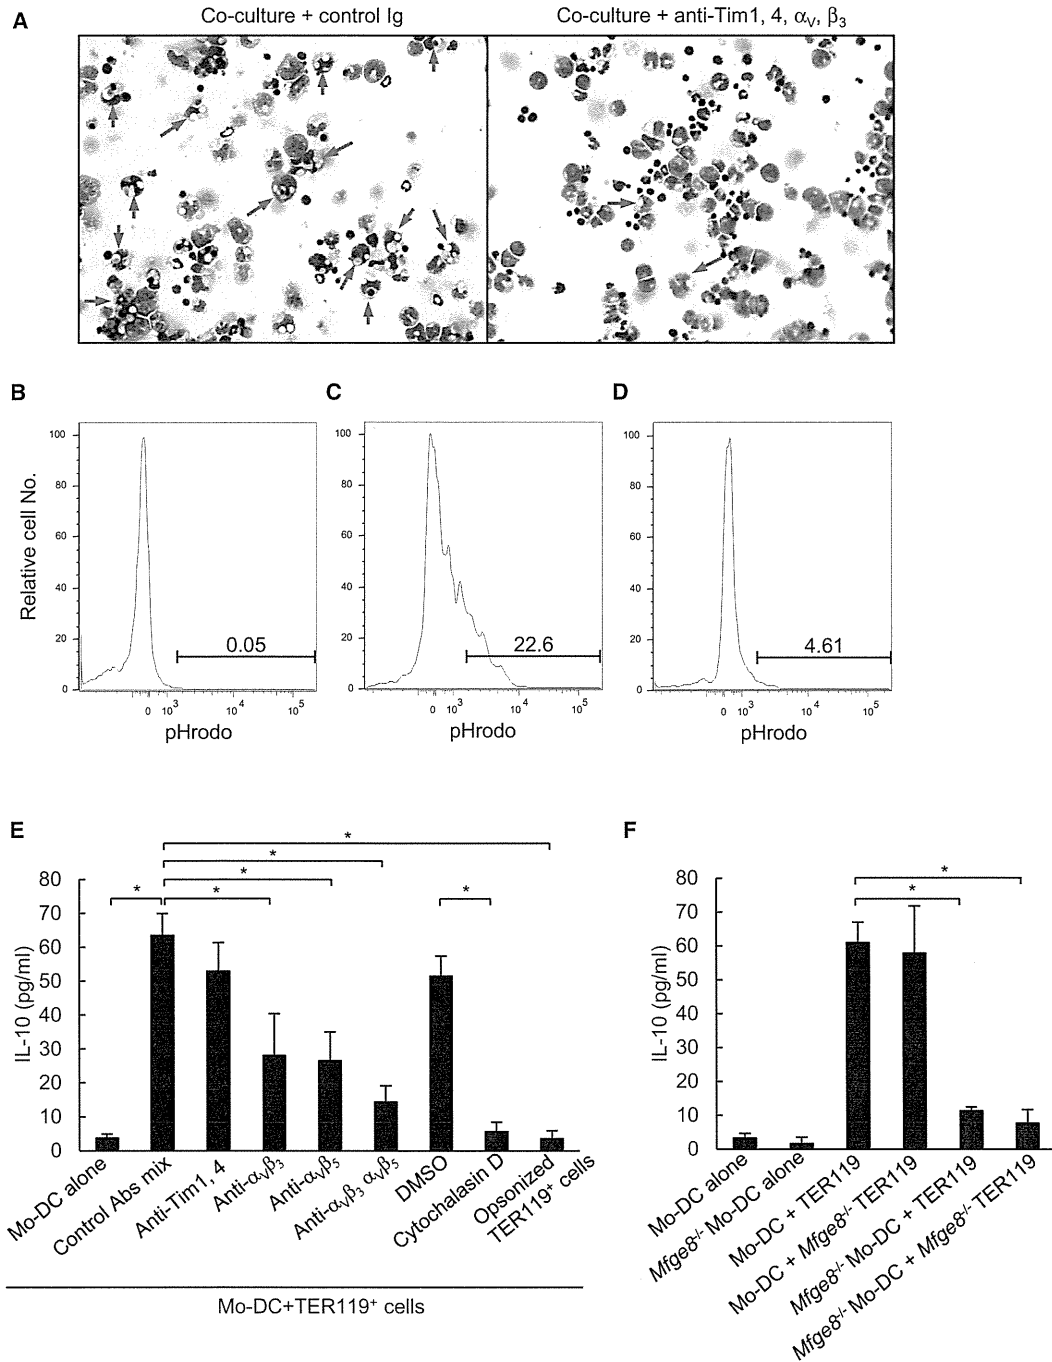 A
Co-culture + control Ig
Co-culture + anti-Tim1, 4, αV, β3
B
C
D
Relative cell No.
100
80
60
40
20
0
0.05
0 10³ 10⁴ 10⁵
pHrodo
100
80
60
40
20
0
22.6
0 10³ 10⁴ 10⁵
pHrodo
100
80
60
40
20
0
4.61
0 10³ 10⁴ 10⁵
pHrodo
E
IL-10 (pg/ml)
80
70
60
50
40
30
20
10
0
*
*
*
*
*
*
Mo-DC alone
Control Abs mix
Anti-Tim1, 4
Anti-αVβ3
Anti-αVβ5
Anti-αVβ3 αVβ5
DMSO
Cytochalasin D
Opsonized
TER119⁺ cells
Mo-DC+TER119⁺ cells
F
IL-10 (pg/ml)
80
70
60
50
40
30
20
10
0
*
*
Mo-DC alone
Mfge8-/- Mo-DC alone
Mo-DC + TER119
Mo-DC + Mfge8-/- TER119
Mfge8-/- Mo-DC + TER119
Mfge8-/- Mo-DC + Mfge8-/- TER119